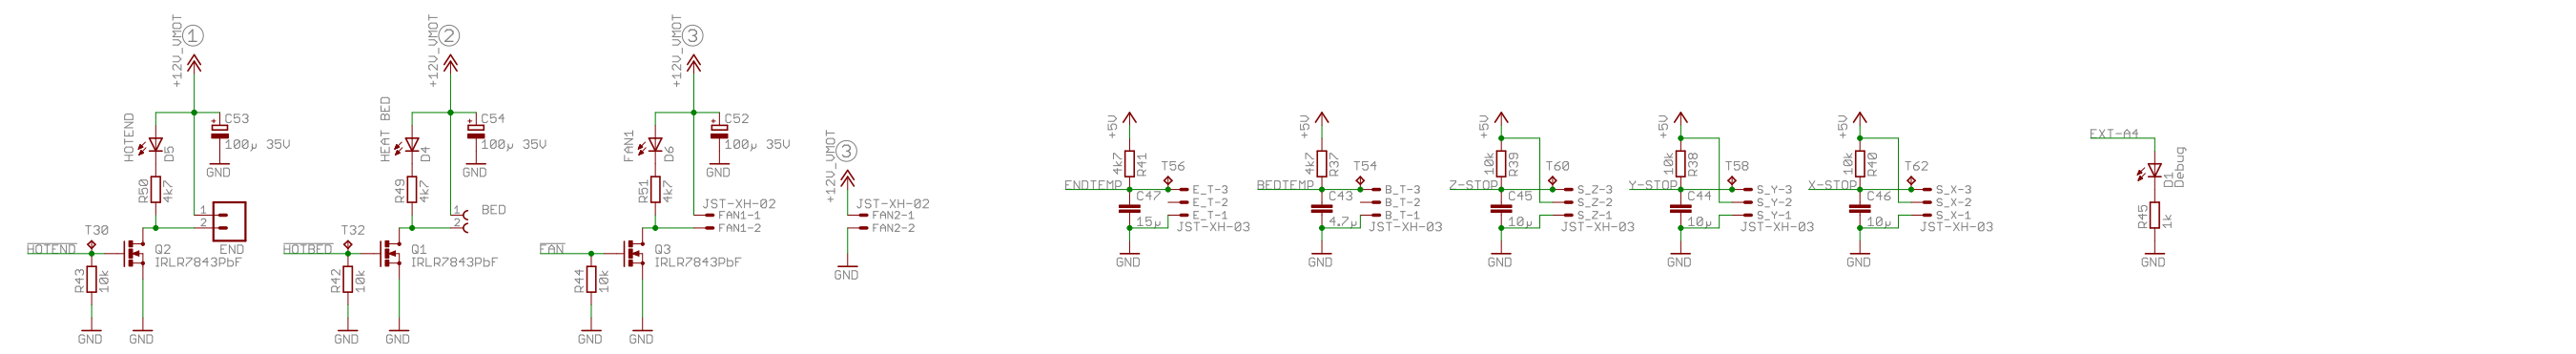 +12V_VMOT
1
HOTEND
D5
C53
100µ 35V
GND
R50
4k7
1
2
END
T30
HOTEND
Q2
IRLR7843PbF
R43
10k
GND
GND
+12V_VMOT
2
HEAT BED
D4
C54
100µ 35V
GND
R49
4k7
1
2
BED
T32
HOTBED
Q1
IRLR7843PbF
R42
10k
GND
GND
+12V_VMOT
3
FAN1
D6
C52
100µ 35V
GND
R51
4k7
JST-XH-02
FAN1-1
FAN1-2
FAN
Q3
IRLR7843PbF
R44
10k
GND
GND
+12V_VMOT
3
JST-XH-02
FAN2-1
FAN2-2
GND
+5V
4k7
R41
T56
ENDTEMP
E_T-3
E_T-2
E_T-1
C47
15µ
JST-XH-03
GND
+5V
4k7
R37
T54
BEDTEMP
B_T-3
B_T-2
B_T-1
C43
4.7µ
JST-XH-03
GND
+5V
10k
R39
T60
Z-STOP
S_Z-3
S_Z-2
S_Z-1
C45
10µ
JST-XH-03
GND
+5V
10k
R38
T58
Y-STOP
S_Y-3
S_Y-2
S_Y-1
C44
10µ
JST-XH-03
GND
+5V
10k
R40
T62
X-STOP
S_X-3
S_X-2
S_X-1
C46
10µ
JST-XH-03
GND
EXT-A4
D1
Debug
R45
1k
GND